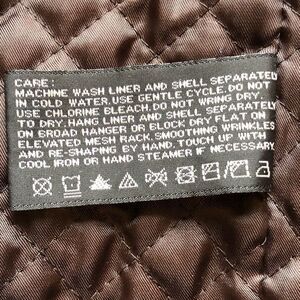 CARE:
MACHINE WASH LINER AND SHELL SEPARATELY
IN COLD WATER. USE GENTLE CYCLE. DO NOT
USE CHLORINE BLEACH. DO NOT WRING DRY.
TO DRY, HANG LINER AND SHELL SEPARATELY
ON BROAD HANGER OR BLOCK DRY FLAT ON
ELEVATED MESH RACK. SMOOTHING WRINKLES
AND RE-SHAPING BY HAND. TOUCH UP WITH
COOL IRON OR HAND STEAMER IF NECESSARY.